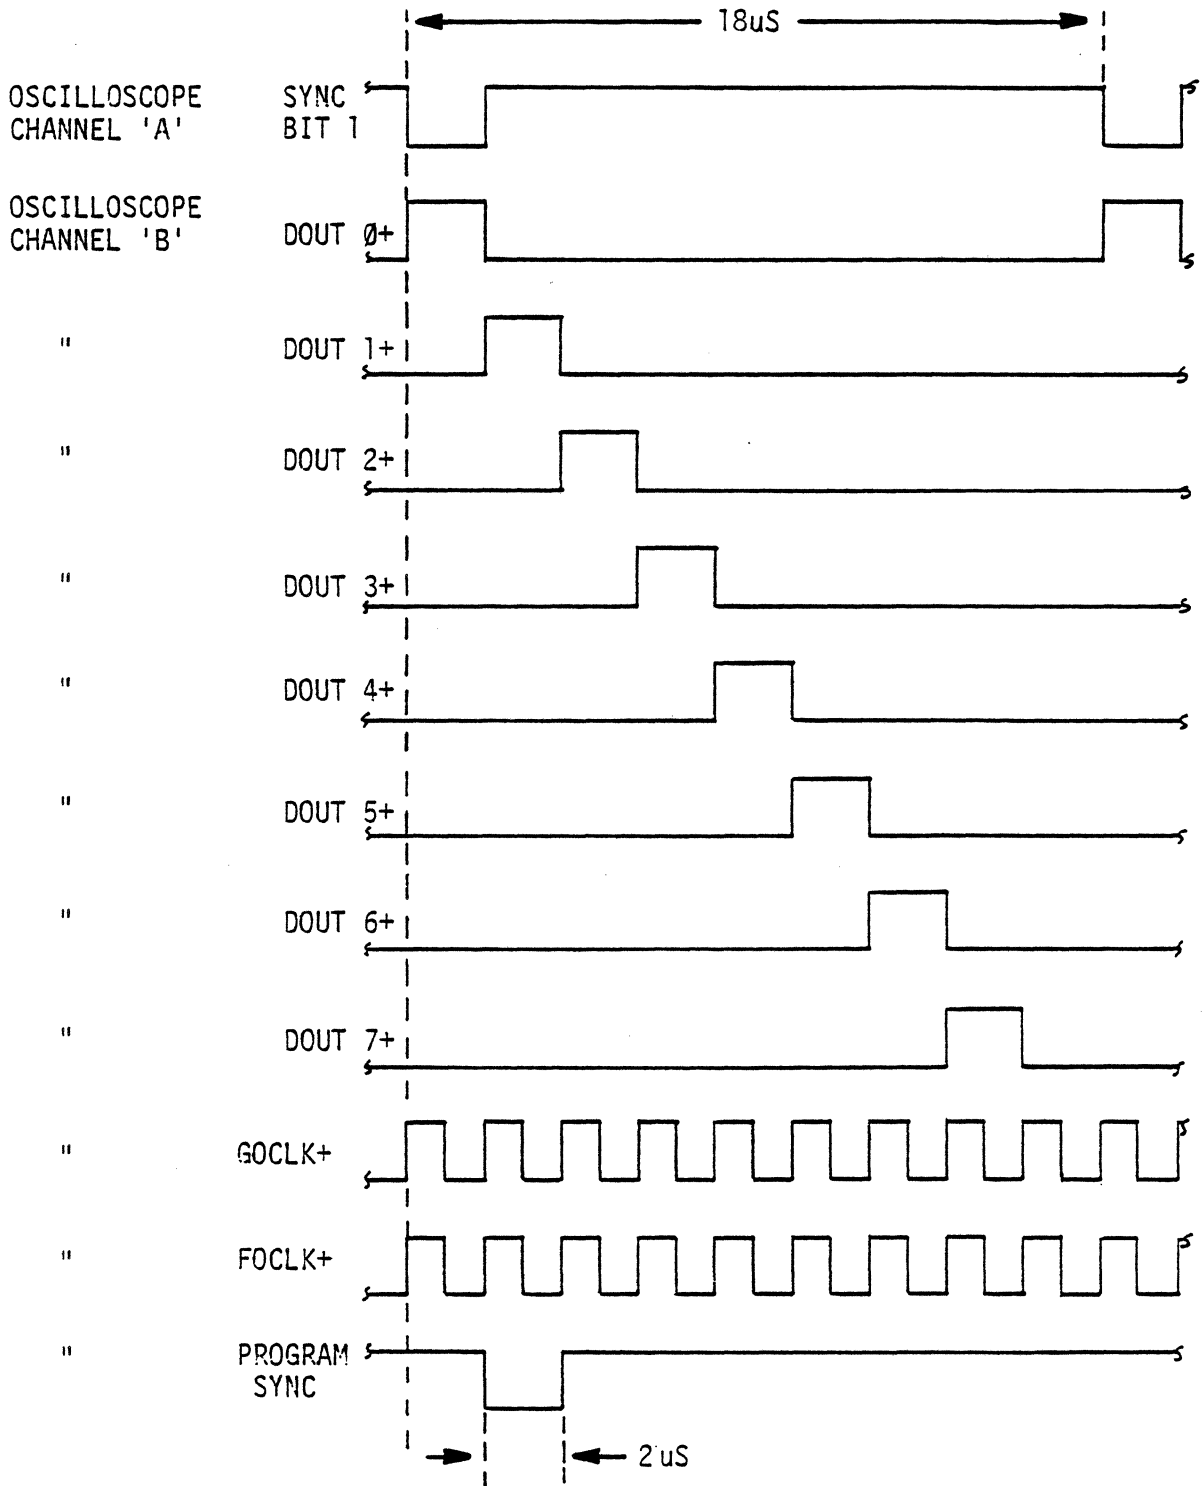 18uS
OSCILLOSCOPE SYNC
CHANNEL 'A' BIT 1
OSCILLOSCOPE
CHANNEL 'B' DOUT Ø+
" DOUT 1+
" DOUT 2+
" DOUT 3+
" DOUT 4+
" DOUT 5+
" DOUT 6+
" DOUT 7+
" GOCLK+
" FOCLK+
" PROGRAM
SYNC
2 uS